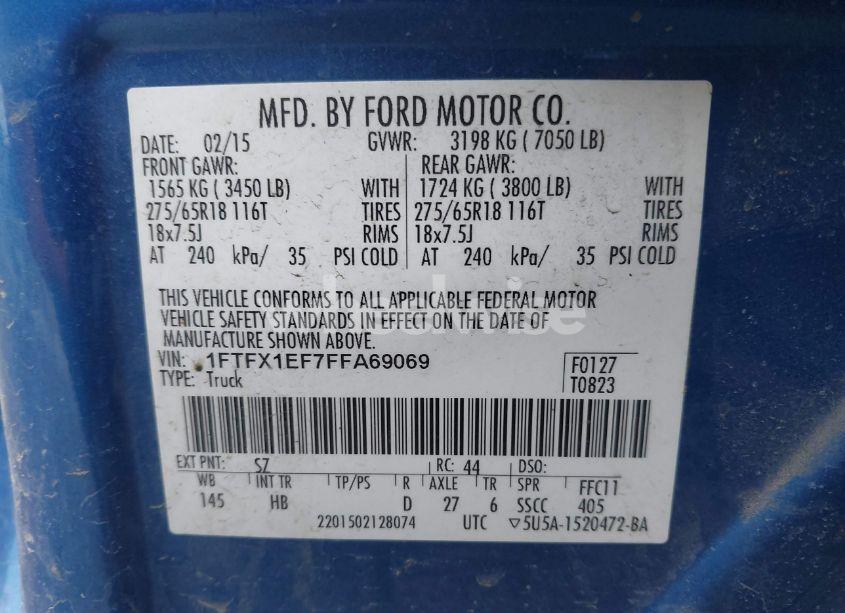 MFD. BY FORD MOTOR CO.
DATE: 02/15 GVWR: 3198 KG ( 7050 LB)
FRONT GAWR: REAR GAWR:
1565 KG ( 3450 LB) WITH 1724 KG ( 3800 LB) WITH
275/65R18 116T TIRES 275/65R18 116T TIRES
18x7.5J RIMS 18x7.5J RIMS
AT 240 kPa/ 35 PSI COLD AT 240 kPa/ 35 PSI COLD
THIS VEHICLE CONFORMS TO ALL APPLICABLE FEDERAL MOTOR
VEHICLE SAFETY STANDARDS IN EFFECT ON THE DATE OF
MANUFACTURE SHOWN ABOVE.
VIN: 1FTFX1EF7FFA69069 F0127
TYPE: Truck T0823
EXT PNT: SZ RC: 44 DSO:
WB INT TR TP/PS R AXLE TR SPR FFC11
145 HB D 27 6 SSCC 405
2201502128074 UTC ▽5U5A-1520472-BA